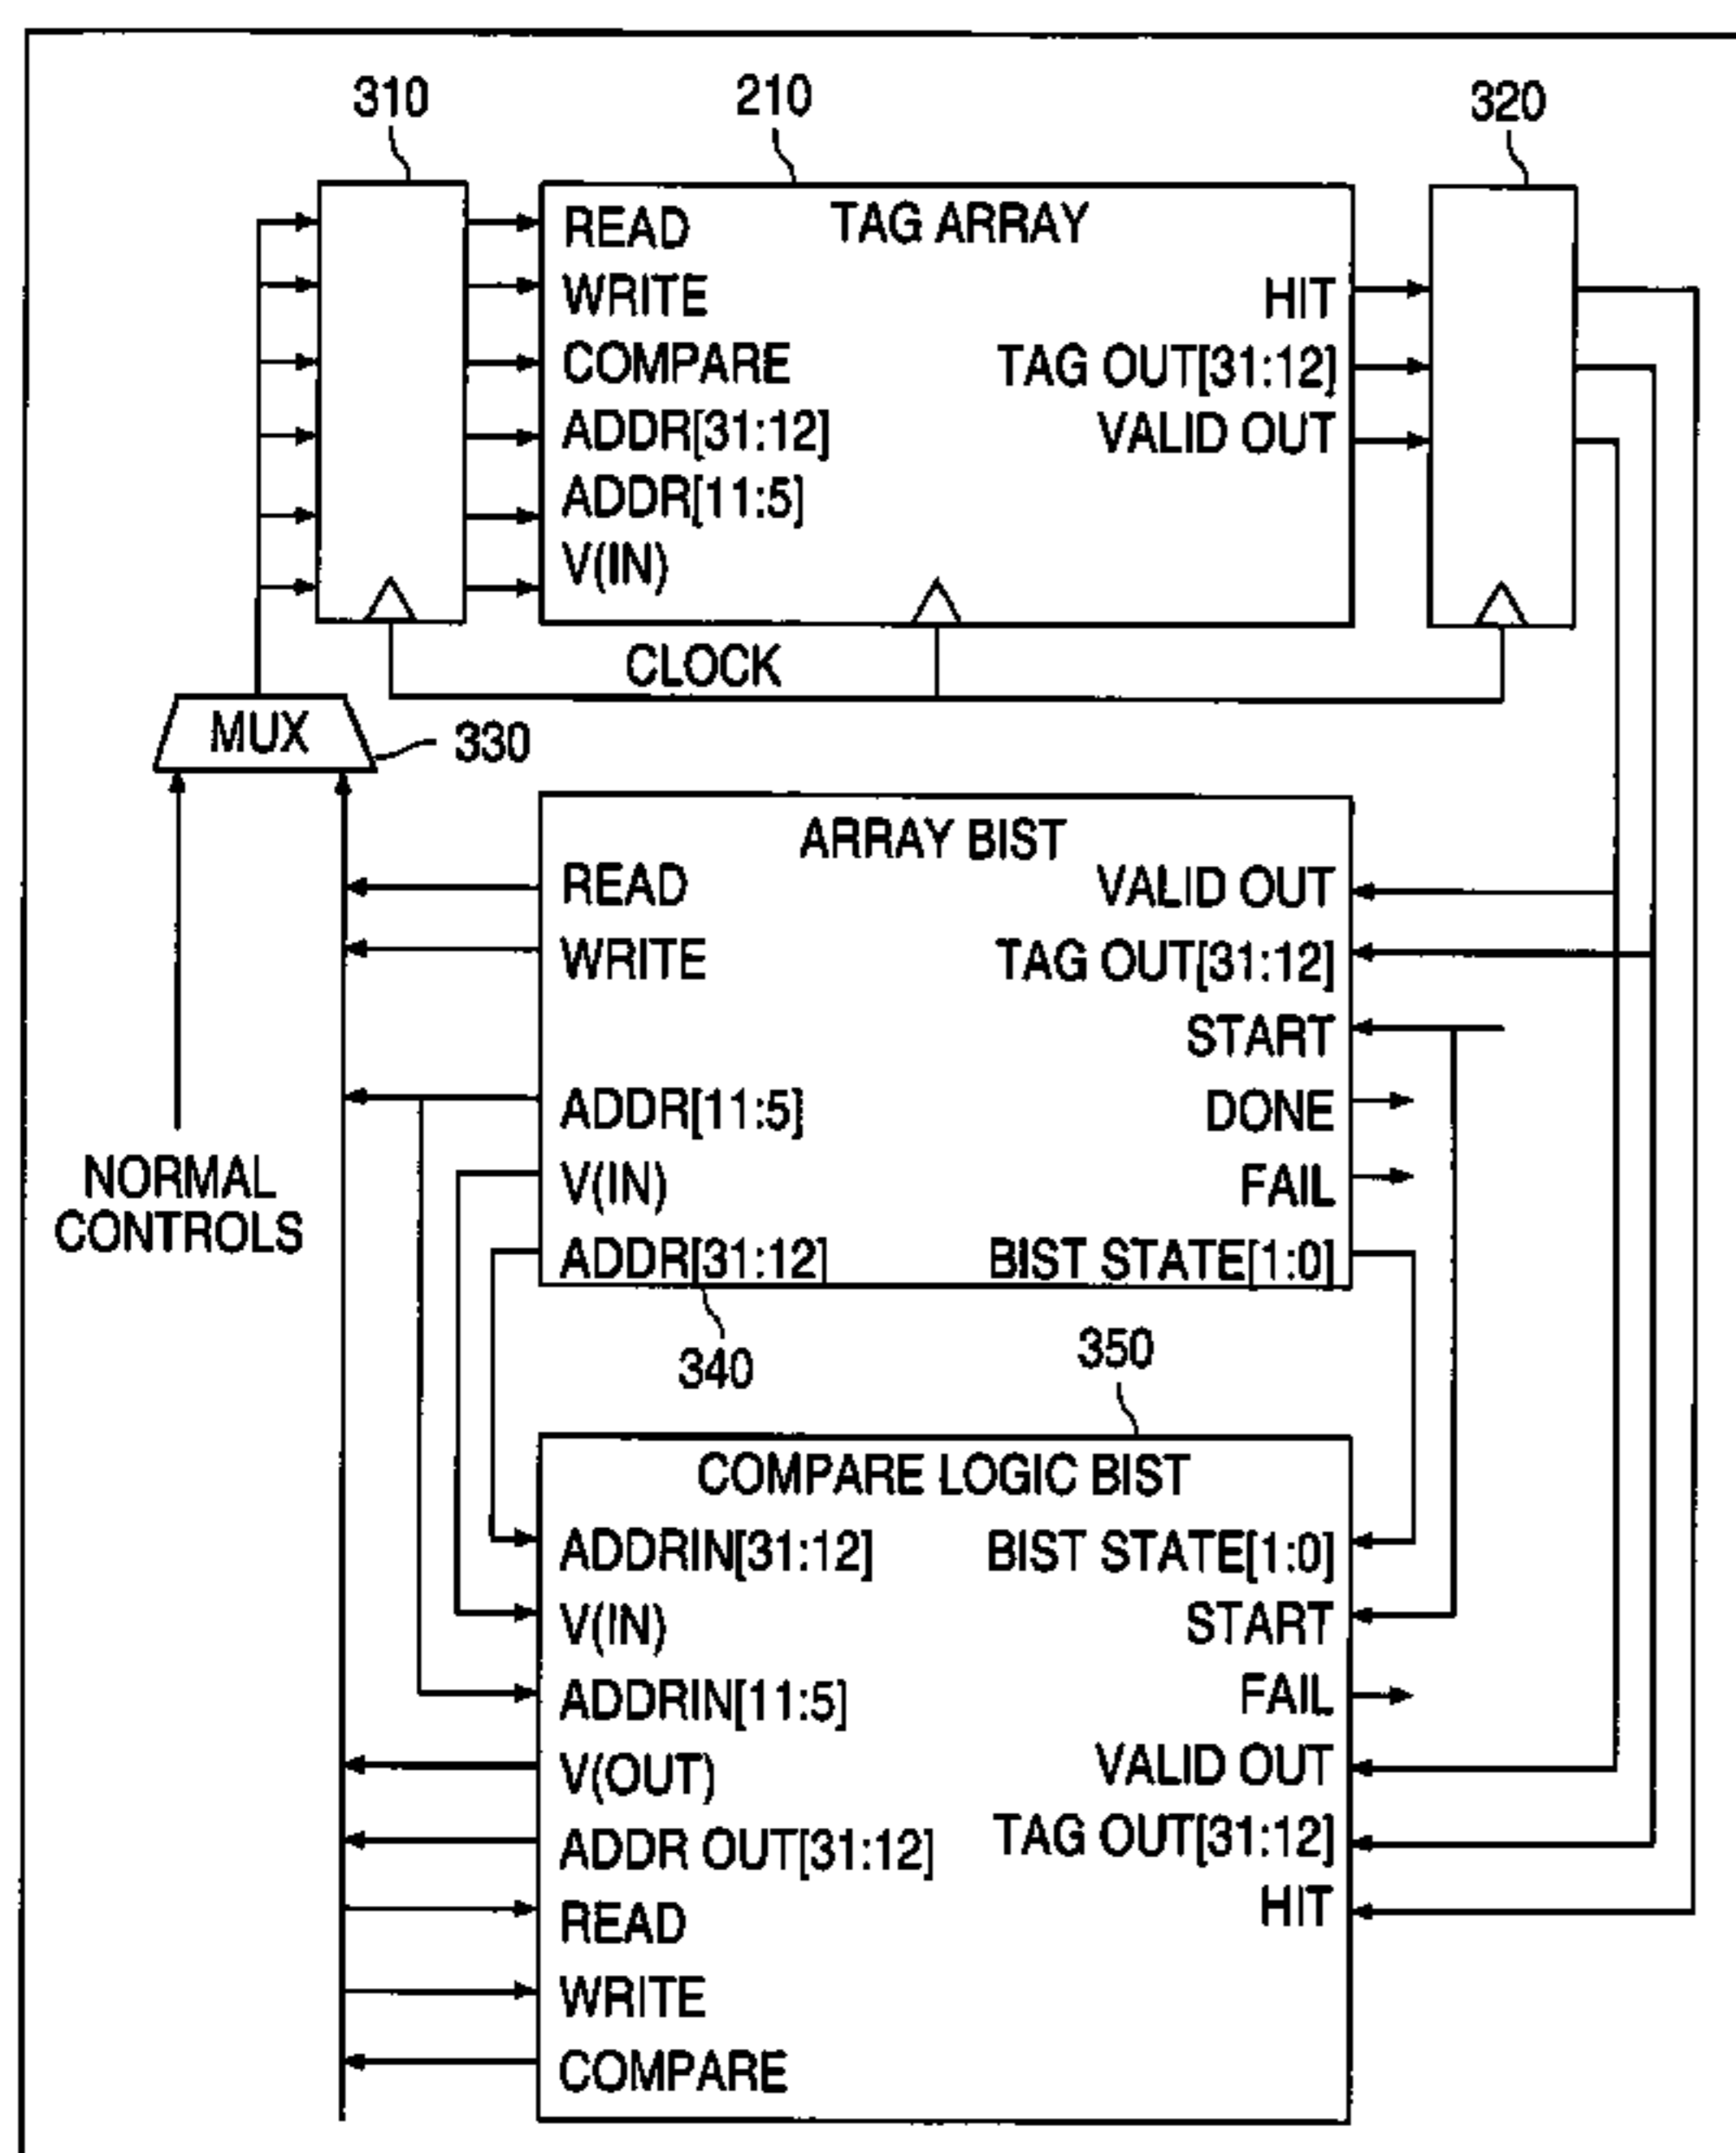 310
210
320
TAG ARRAY
READ
WRITE
COMPARE
ADDR[31:12]
ADDR[11:5]
V(IN)
HIT
TAG OUT[31:12]
VALID OUT
CLOCK
MUX
330
NORMAL
CONTROLS
ARRAY BIST
READ
WRITE
ADDR[11:5]
V(IN)
ADDR[31:12]
VALID OUT
TAG OUT[31:12]
START
DONE
FAIL
BIST STATE[1:0]
340
350
COMPARE LOGIC BIST
ADDRIN[31:12]
V(IN)
ADDRIN[11:5]
V(OUT)
ADDR OUT[31:12]
READ
WRITE
COMPARE
BIST STATE[1:0]
START
FAIL
VALID OUT
TAG OUT[31:12]
HIT